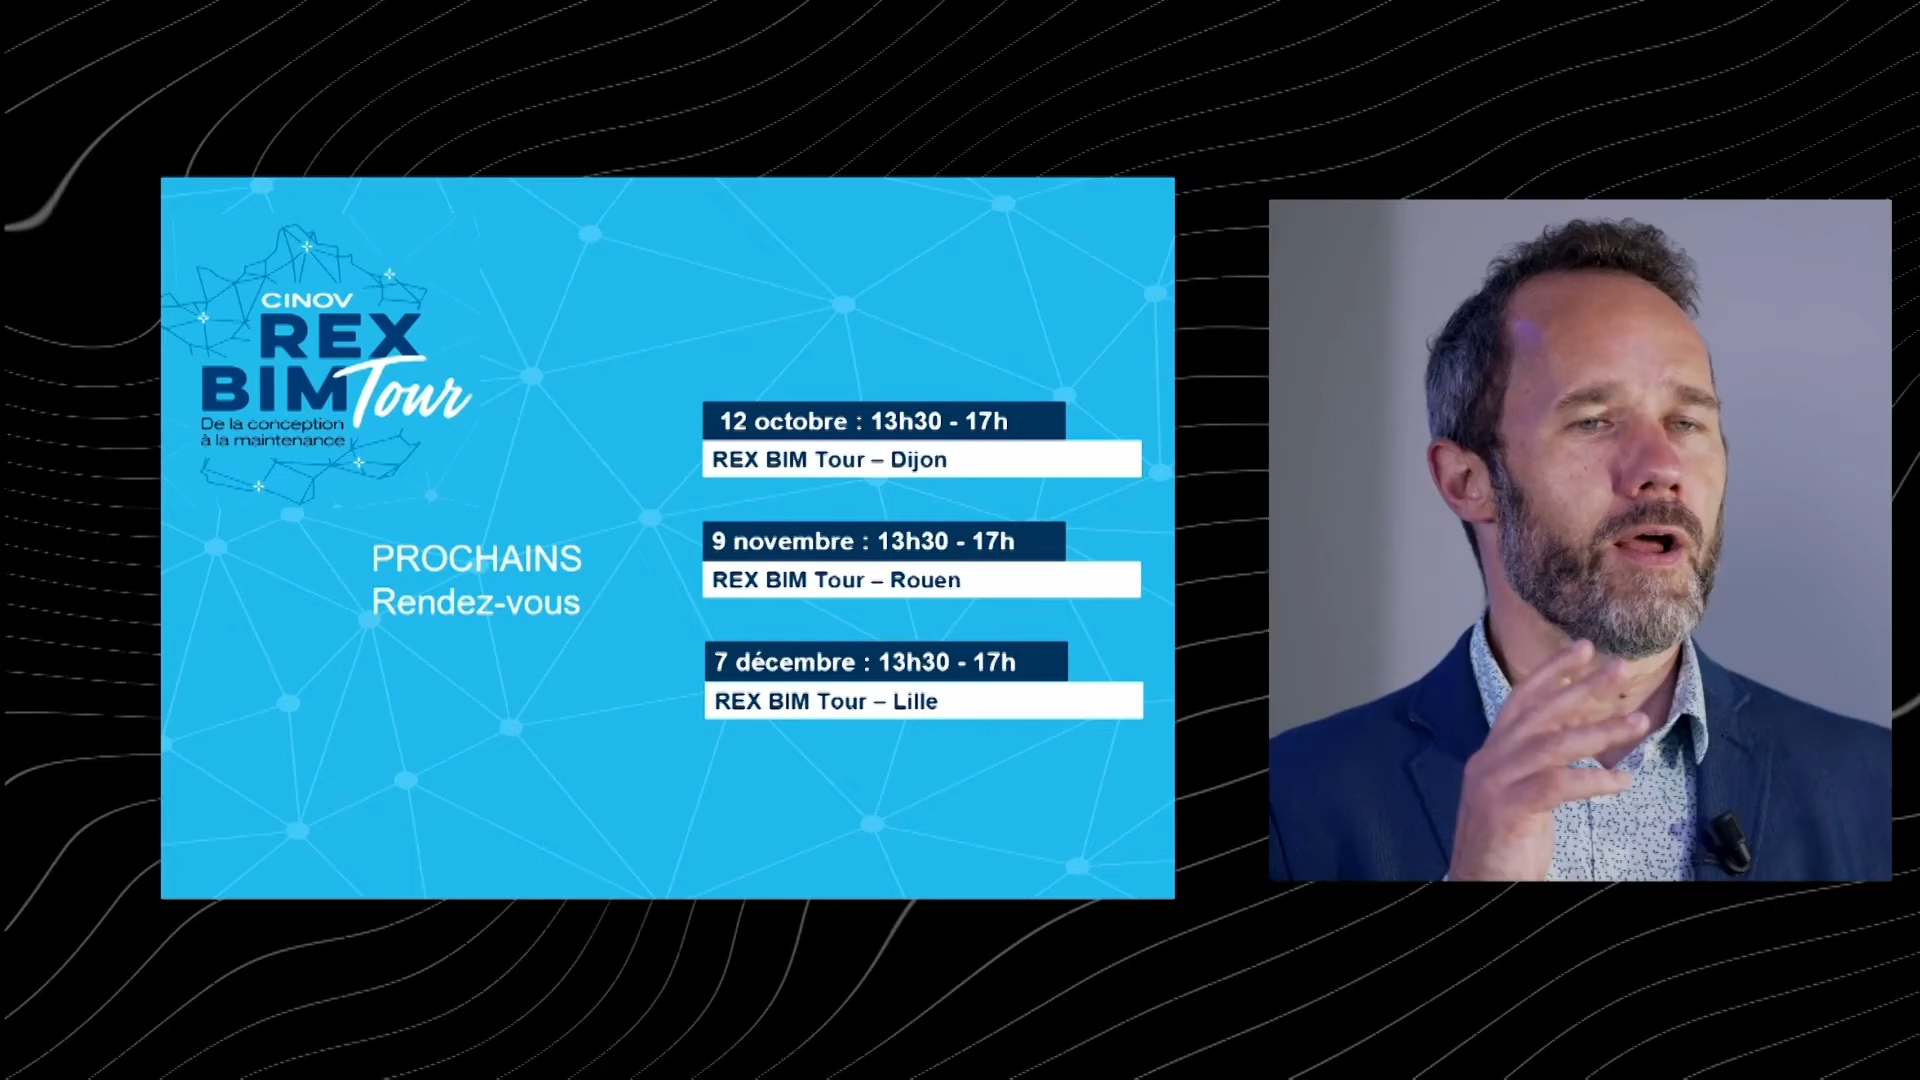 CINOV
REX
BIM Tour
De la conception
à la maintenance
PROCHAINS
Rendez-vous
12 octobre : 13h30 - 17h
REX BIM Tour – Dijon
9 novembre : 13h30 - 17h
REX BIM Tour – Rouen
7 décembre : 13h30 - 17h
REX BIM Tour – Lille